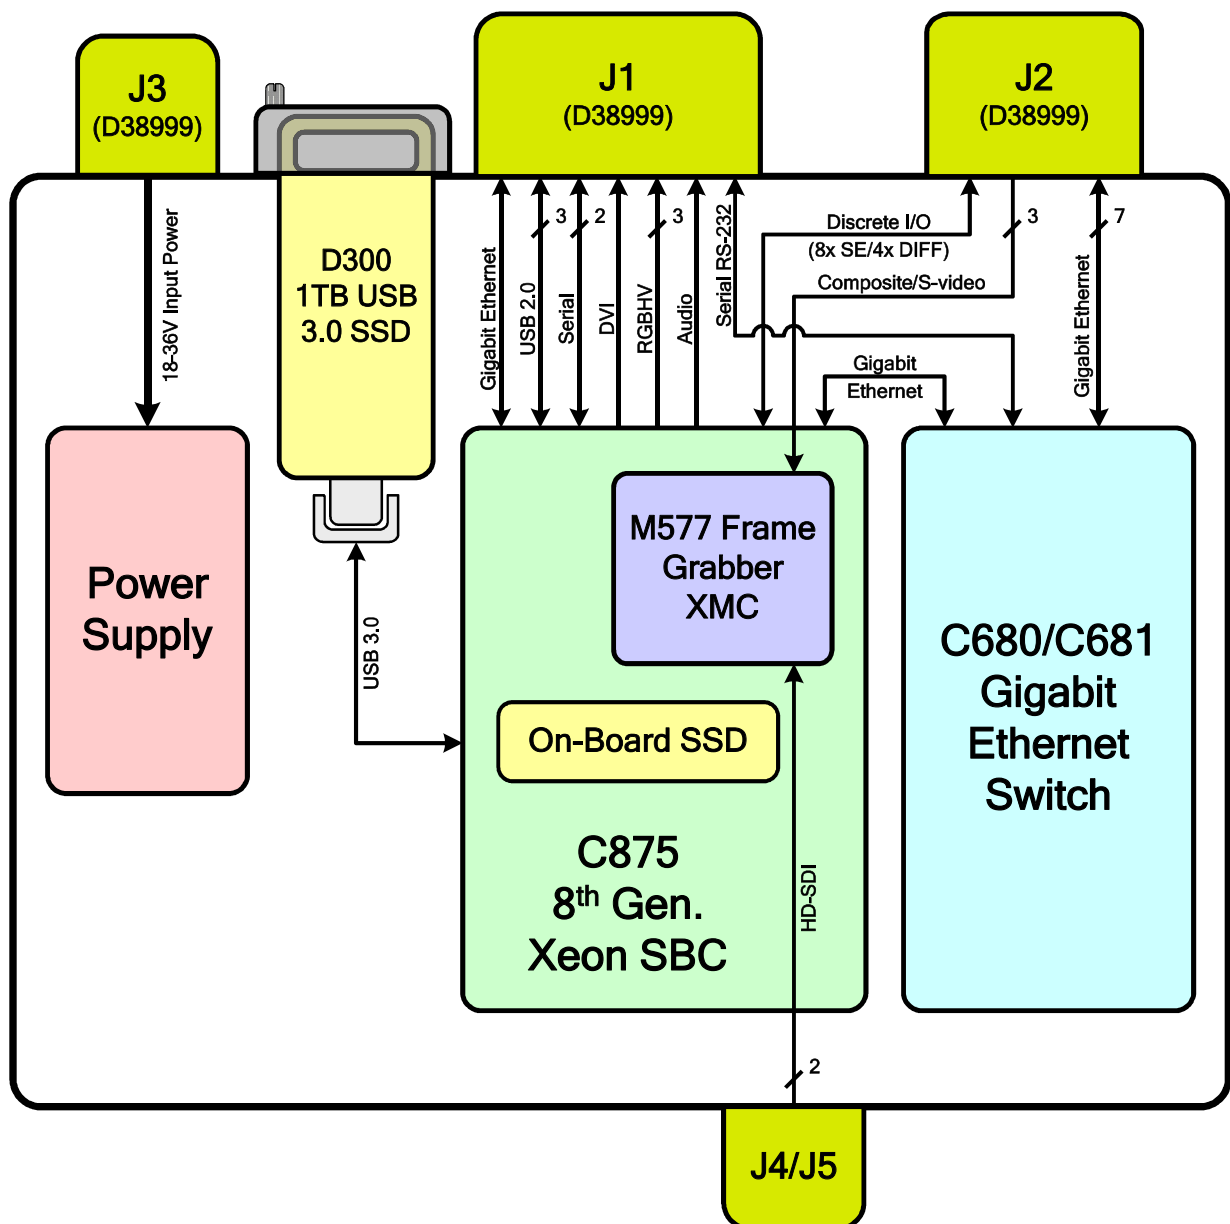 J3
(D38999)
J1
(D38999)
J2
(D38999)
18-36V Input Power
D300
1TB USB
3.0 SSD
Gigabit Ethernet
USB 2.0
3
Serial
2
DVI
RGBHV
3
Audio
Serial RS-232
Discrete I/O
(8x SE/4x DIFF)
Composite/S-video
3
7
Gigabit Ethernet
Gigabit
Ethernet
Power
Supply
USB 3.0
M577 Frame
Grabber
XMC
On-Board SSD
C875
8th Gen.
Xeon SBC
HD-SDI
2
C680/C681
Gigabit
Ethernet
Switch
J4/J5